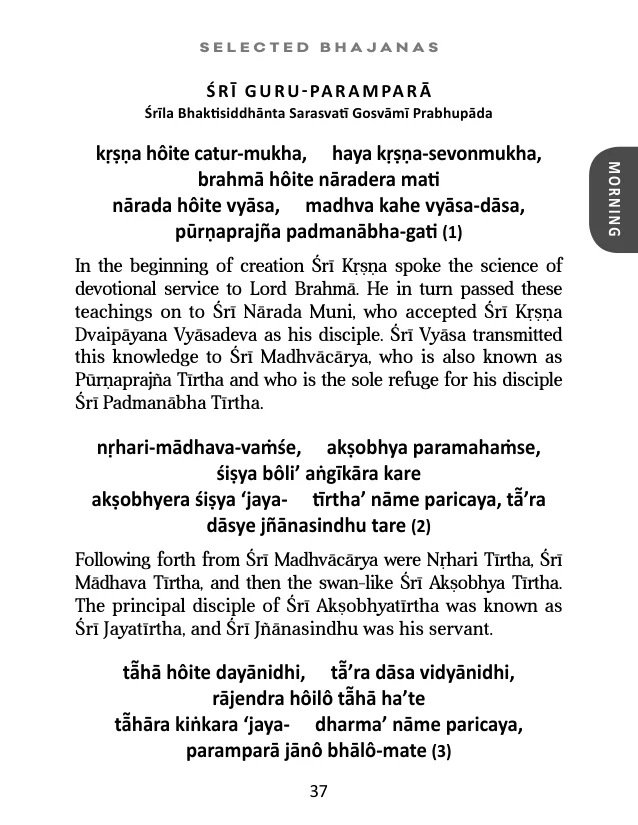 SELECTED BHAJANAS
ŚRĪ GURU-PARAMPARĀ
Śrīla Bhaktisiddhānta Sarasvatī Gosvāmī Prabhupāda
kṛṣṇa hôite catur-mukha, haya kṛṣṇa-sevonmukha,
brahmā hôite nāradera mati
nārada hôite vyāsa, madhva kahe vyāsa-dāsa,
pūrṇaprajña padmanābha-gati (1)
MORNING
In the beginning of creation Śrī Kṛṣṇa spoke the science of
devotional service to Lord Brahmā. He in turn passed these
teachings on to Śrī Nārada Muni, who accepted Śrī Kṛṣṇa
Dvaipāyana Vyāsadeva as his disciple. Śrī Vyāsa transmitted
this knowledge to Śrī Madhvācārya, who is also known as
Pūrṇaprajña Tīrtha and who is the sole refuge for his disciple
Śrī Padmanābha Tīrtha.
nṛhari-mādhava-vaṁśe, akṣobhya paramahaṁse,
śiṣya bôli’ aṅgīkāra kare
akṣobhyera śiṣya ‘jaya- tīrtha’ nāme paricaya, tā̃’ra
dāsye jñānasindhu tare (2)
Following forth from Śrī Madhvācārya were Nṛhari Tīrtha, Śrī
Mādhava Tīrtha, and then the swan-like Śrī Akṣobhya Tīrtha.
The principal disciple of Śrī Akṣobhyatīrtha was known as
Śrī Jayatīrtha, and Śrī Jñānasindhu was his servant.
tā̃hā hôite dayānidhi, tā̃’ra dāsa vidyānidhi,
rājendra hôilô tā̃hā ha’te
tā̃hāra kiṅkara ‘jaya- dharma’ nāme paricaya,
paramparā jānô bhālô-mate (3)
37